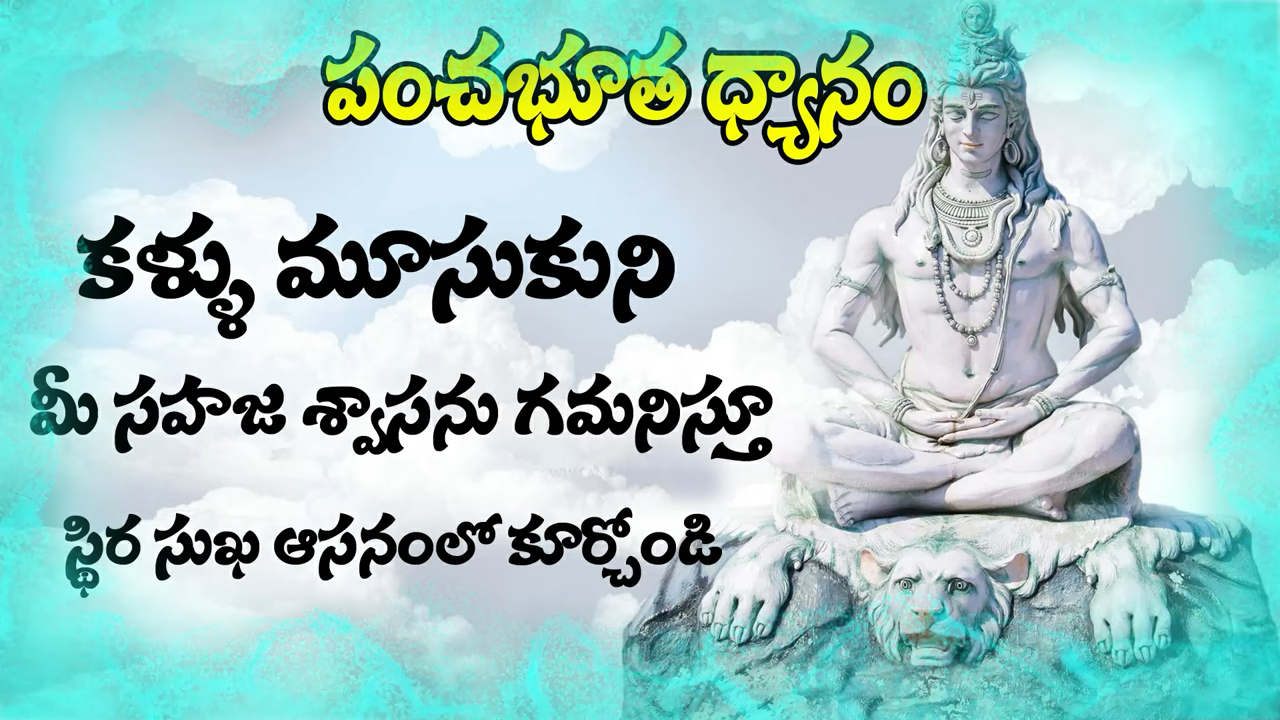 పంచభూత ధ్యానం
కళ్ళు మూసుకుని
మీ సహజ శ్వాసను గమనిస్తూ
స్థిర సుఖ ఆసనంలో కూర్చోండి